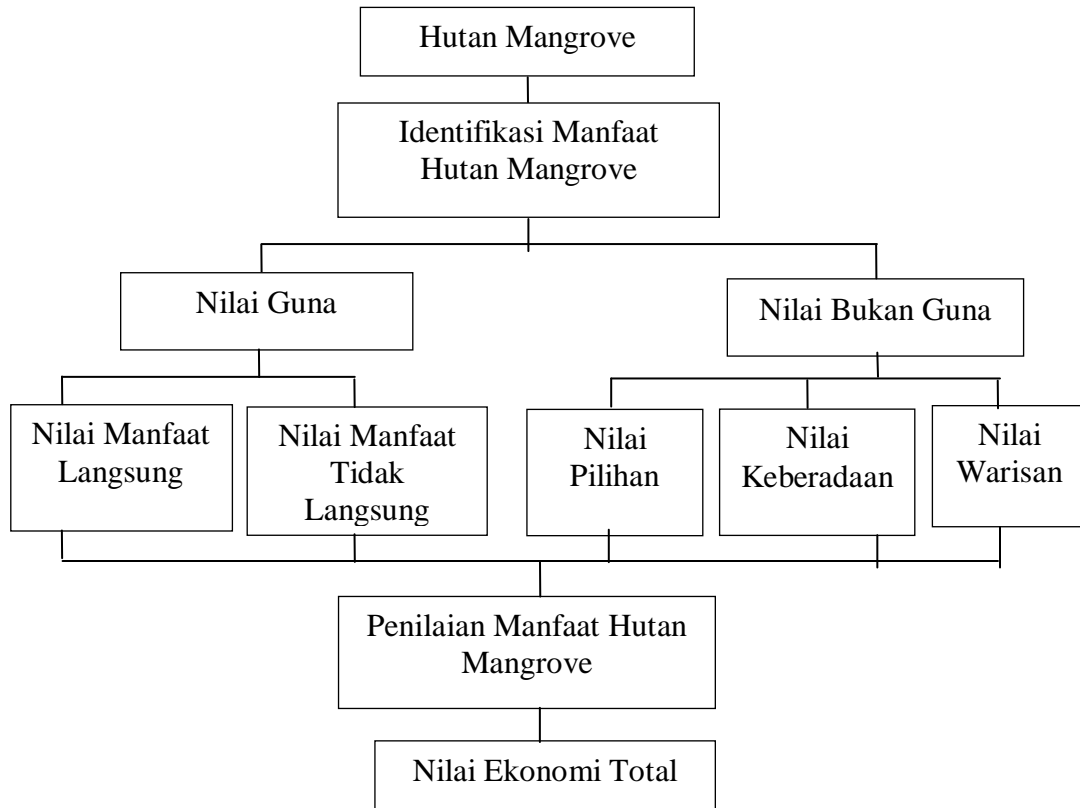 Hutan Mangrove
Identifikasi Manfaat
Hutan Mangrove
Nilai Guna
Nilai Bukan Guna
Nilai Manfaat
Langsung
Nilai Manfaat
Tidak
Langsung
Nilai
Pilihan
Nilai
Keberadaan
Nilai
Warisan
Penilaian Manfaat Hutan
Mangrove
Nilai Ekonomi Total